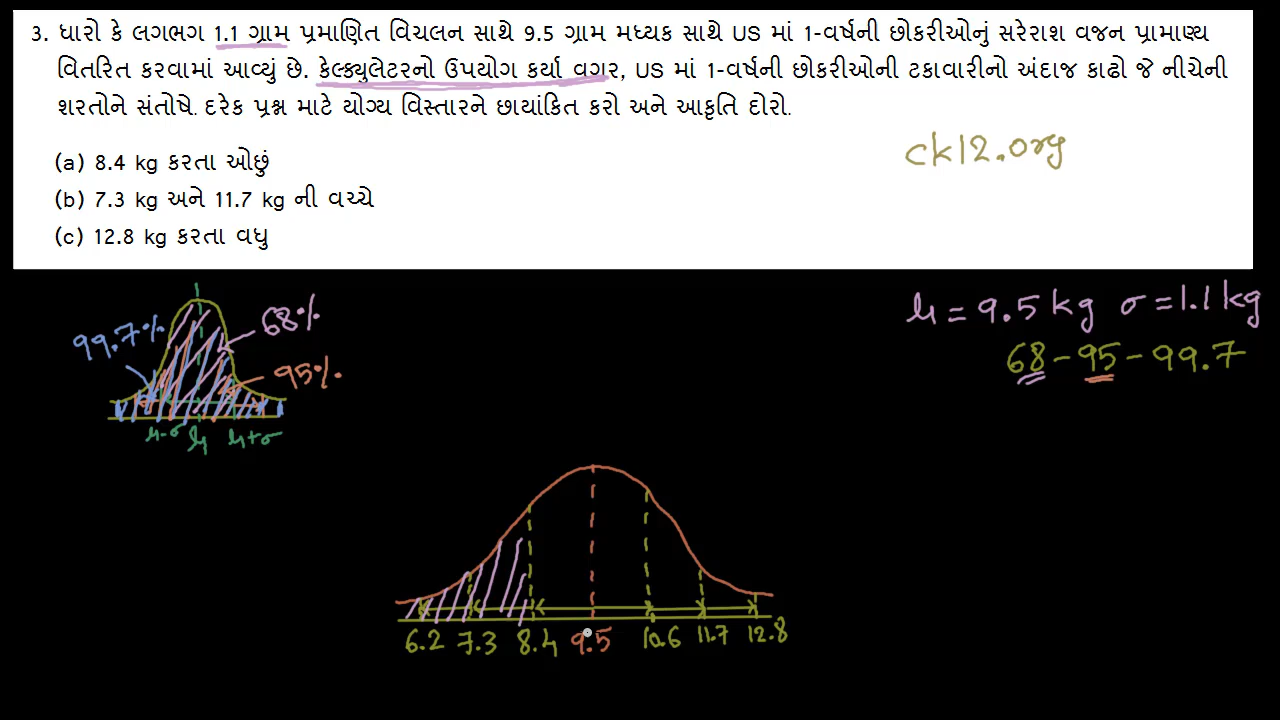 3. ધારો કે લગભગ 1.1 ગ્રામ પ્રમાણિત વિચલન સાથે 9.5 ગ્રામ મધ્યક સાથે US માં 1-વર્ષની છોકરીઓનું સરેરાશ વજન પ્રામાણ્ય
વિતરિત કરવામાં આવ્યું છે. કેલ્ક્યુલેટરનો ઉપયોગ કર્યા વગર, US માં 1-વર્ષની છોકરીઓની ટકાવારીનો અંદાજ કાઢો જે નીચેની
શરતોને સંતોષે. દરેક પ્રશ્ન માટે યોગ્ય વિસ્તારને છાયાંકિત કરો અને આકૃતિ દોરો.
ck12.org
(a) 8.4 kg કરતા ઓછું
(b) 7.3 kg અને 11.7 kg ની વચ્ચે
(c) 12.8 kg કરતા વધુ
μ = 9.5 kg σ = 1.1 kg
99.7% 68%
68 - 95 - 99.7
95%
μ-σ μ μ+σ
6.2 7.3 8.4 9.5 10.6 11.7 12.8